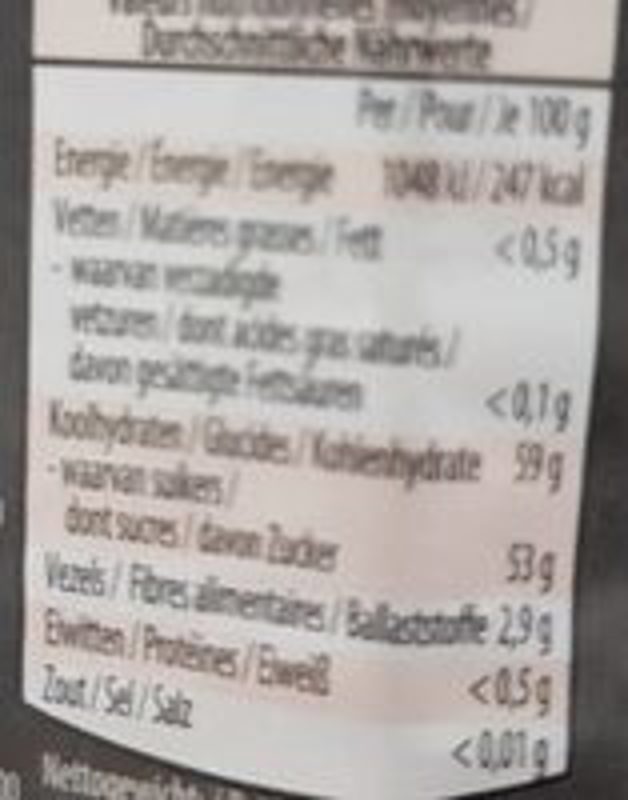 Durchschnittliche Nährwerte
Per / Pour / Je 100 g
Energie / Énergie / Energie 1048 kJ / 247 kcal
Vetten / Matières grasses / Fett < 0,5 g
- waarvan verzadigde
vetzuren / dont acides gras saturés /
davon gesättigte Fettsäuren < 0,1 g
Koolhydraten / Glucides / Kohlenhydrate 59 g
- waarvan suikers /
dont sucres / davon Zucker 53 g
Vezels / Fibres alimentaires / Ballaststoffe 2,9 g
Eiwitten / Protéines / Eiweiß < 0,5 g
Zout / Sel / Salz < 0,01 g